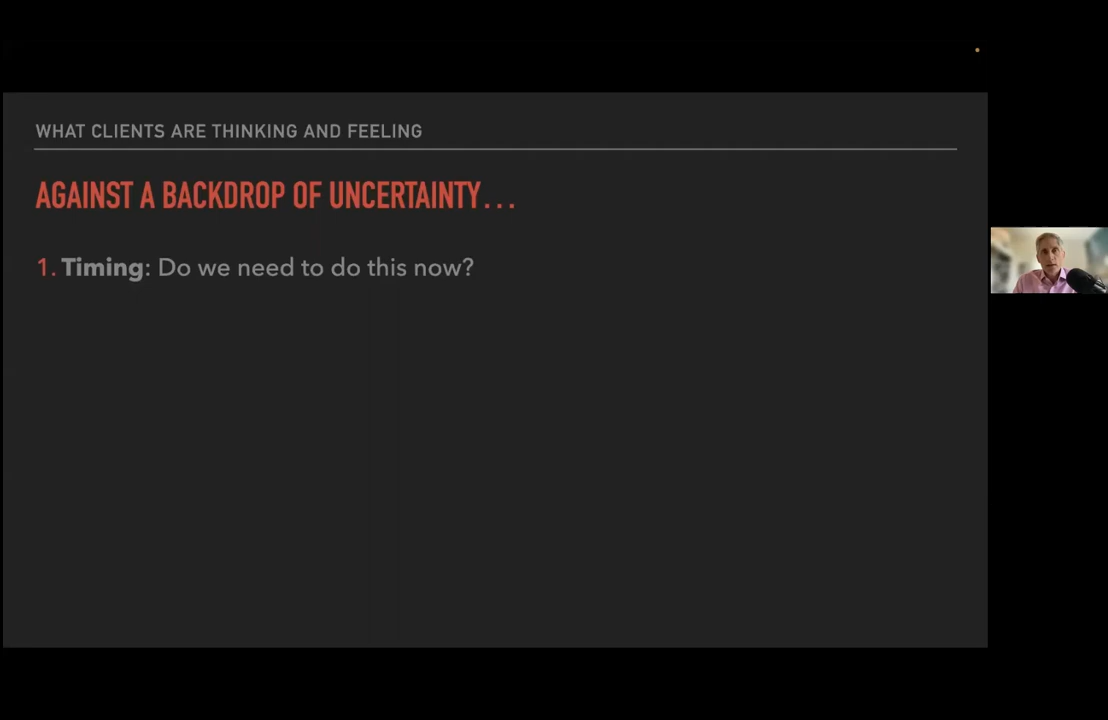 WHAT CLIENTS ARE THINKING AND FEELING
AGAINST A BACKDROP OF UNCERTAINTY...
1. Timing: Do we need to do this now?